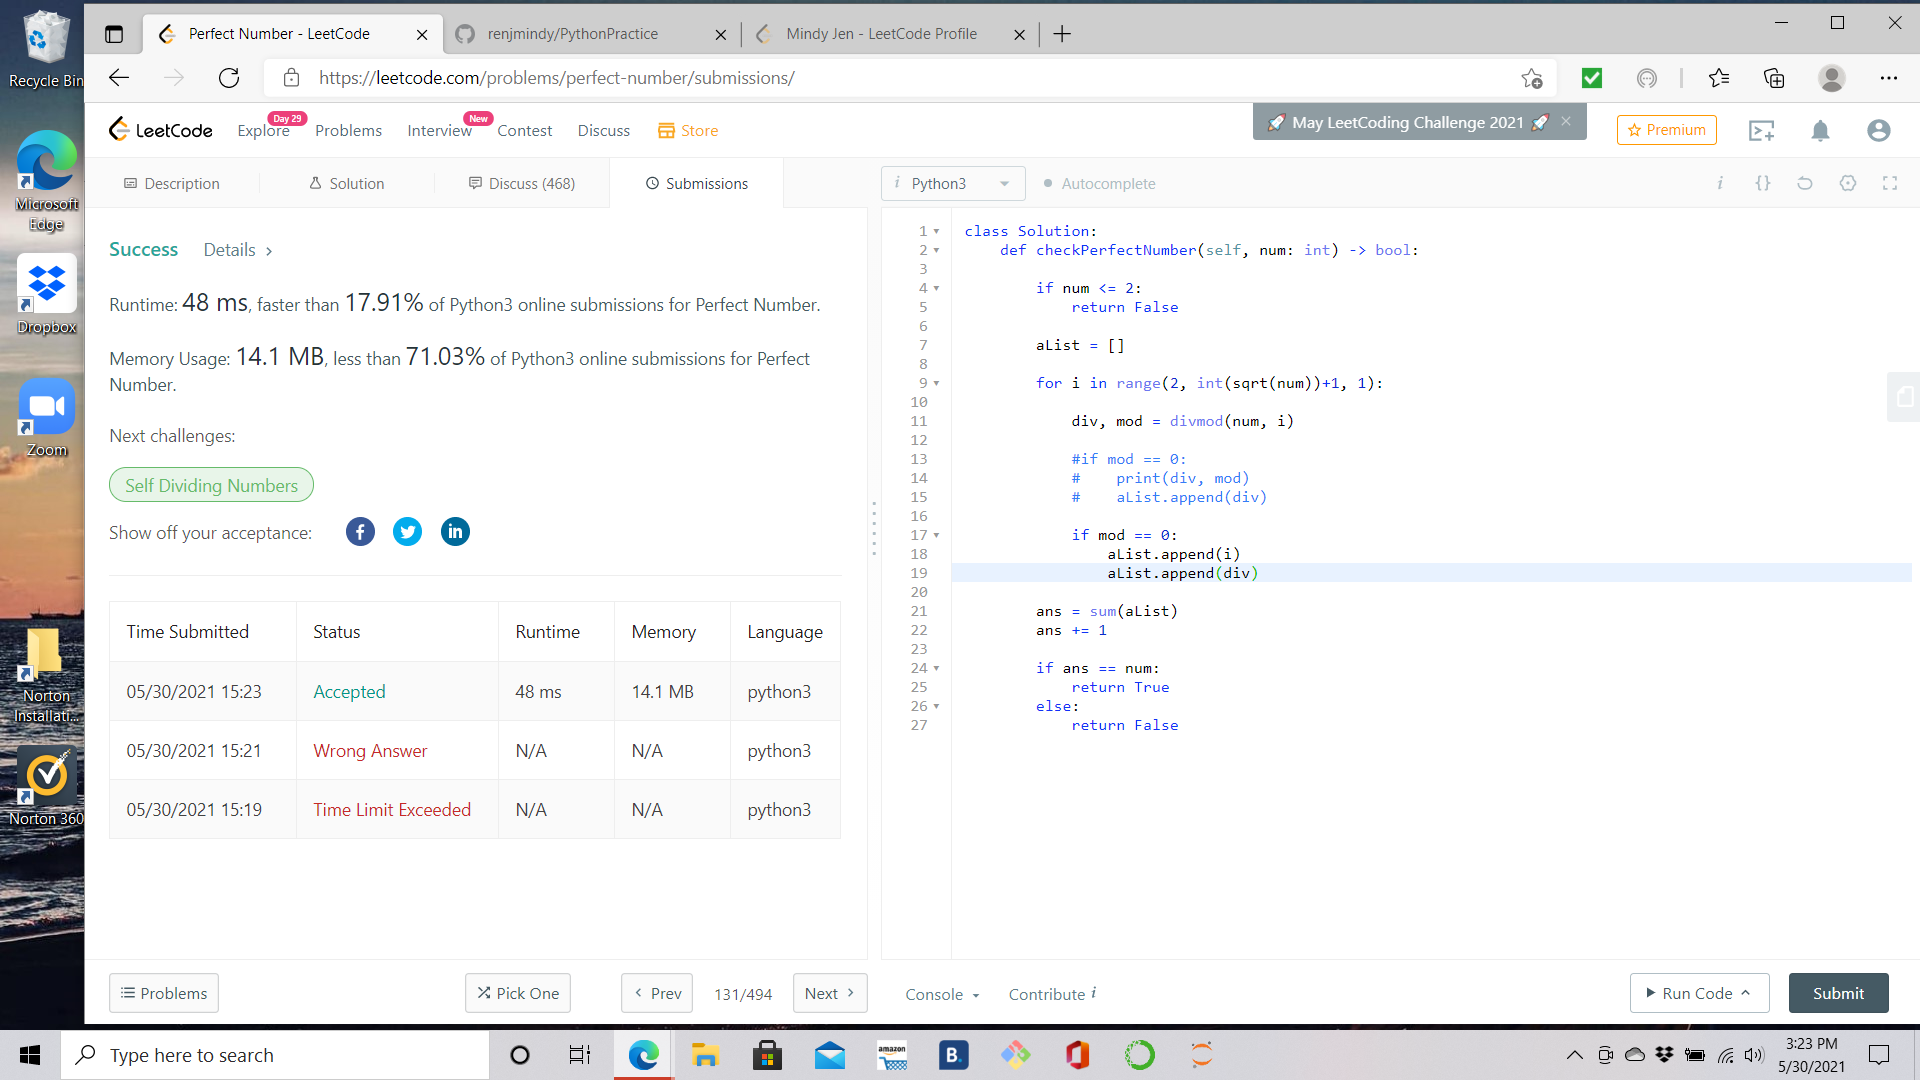 Recycle Bin
Microsoft
Edge
Dropbox
Zoom
Norton
Installati...
Norton 360
Perfect Number - LeetCode
renjmindy/PythonPractice
Mindy Jen - LeetCode Profile
https://leetcode.com/problems/perfect-number/submissions/
LeetCode
Explore
Day 29
Problems
Interview
New
Contest
Discuss
Store
May LeetCoding Challenge 2021
Premium
Description
Solution
Discuss (468)
Submissions
i Python3
Autocomplete
Success Details >
Runtime: 48 ms, faster than 17.91% of Python3 online submissions for Perfect Number.
Memory Usage: 14.1 MB, less than 71.03% of Python3 online submissions for Perfect
Number.
Next challenges:
Self Dividing Numbers
Show off your acceptance:
Time Submitted Status Runtime Memory Language
05/30/2021 15:23 Accepted 48 ms 14.1 MB python3
05/30/2021 15:21 Wrong Answer N/A N/A python3
05/30/2021 15:19 Time Limit Exceeded N/A N/A python3
1 class Solution:
2 def checkPerfectNumber(self, num: int) -> bool:
3
4 if num <= 2:
5 return False
6
7 aList = []
8
9 for i in range(2, int(sqrt(num))+1, 1):
10
11 div, mod = divmod(num, i)
12
13 #if mod == 0:
14 # print(div, mod)
15 # aList.append(div)
16
17 if mod == 0:
18 aList.append(i)
19 aList.append(div)
20
21 ans = sum(aList)
22 ans += 1
23
24 if ans == num:
25 return True
26 else:
27 return False
Problems
Pick One
< Prev
131/494
Next >
Console
Contribute i
Run Code
Submit
Type here to search
amazon
B.
3:23 PM
5/30/2021